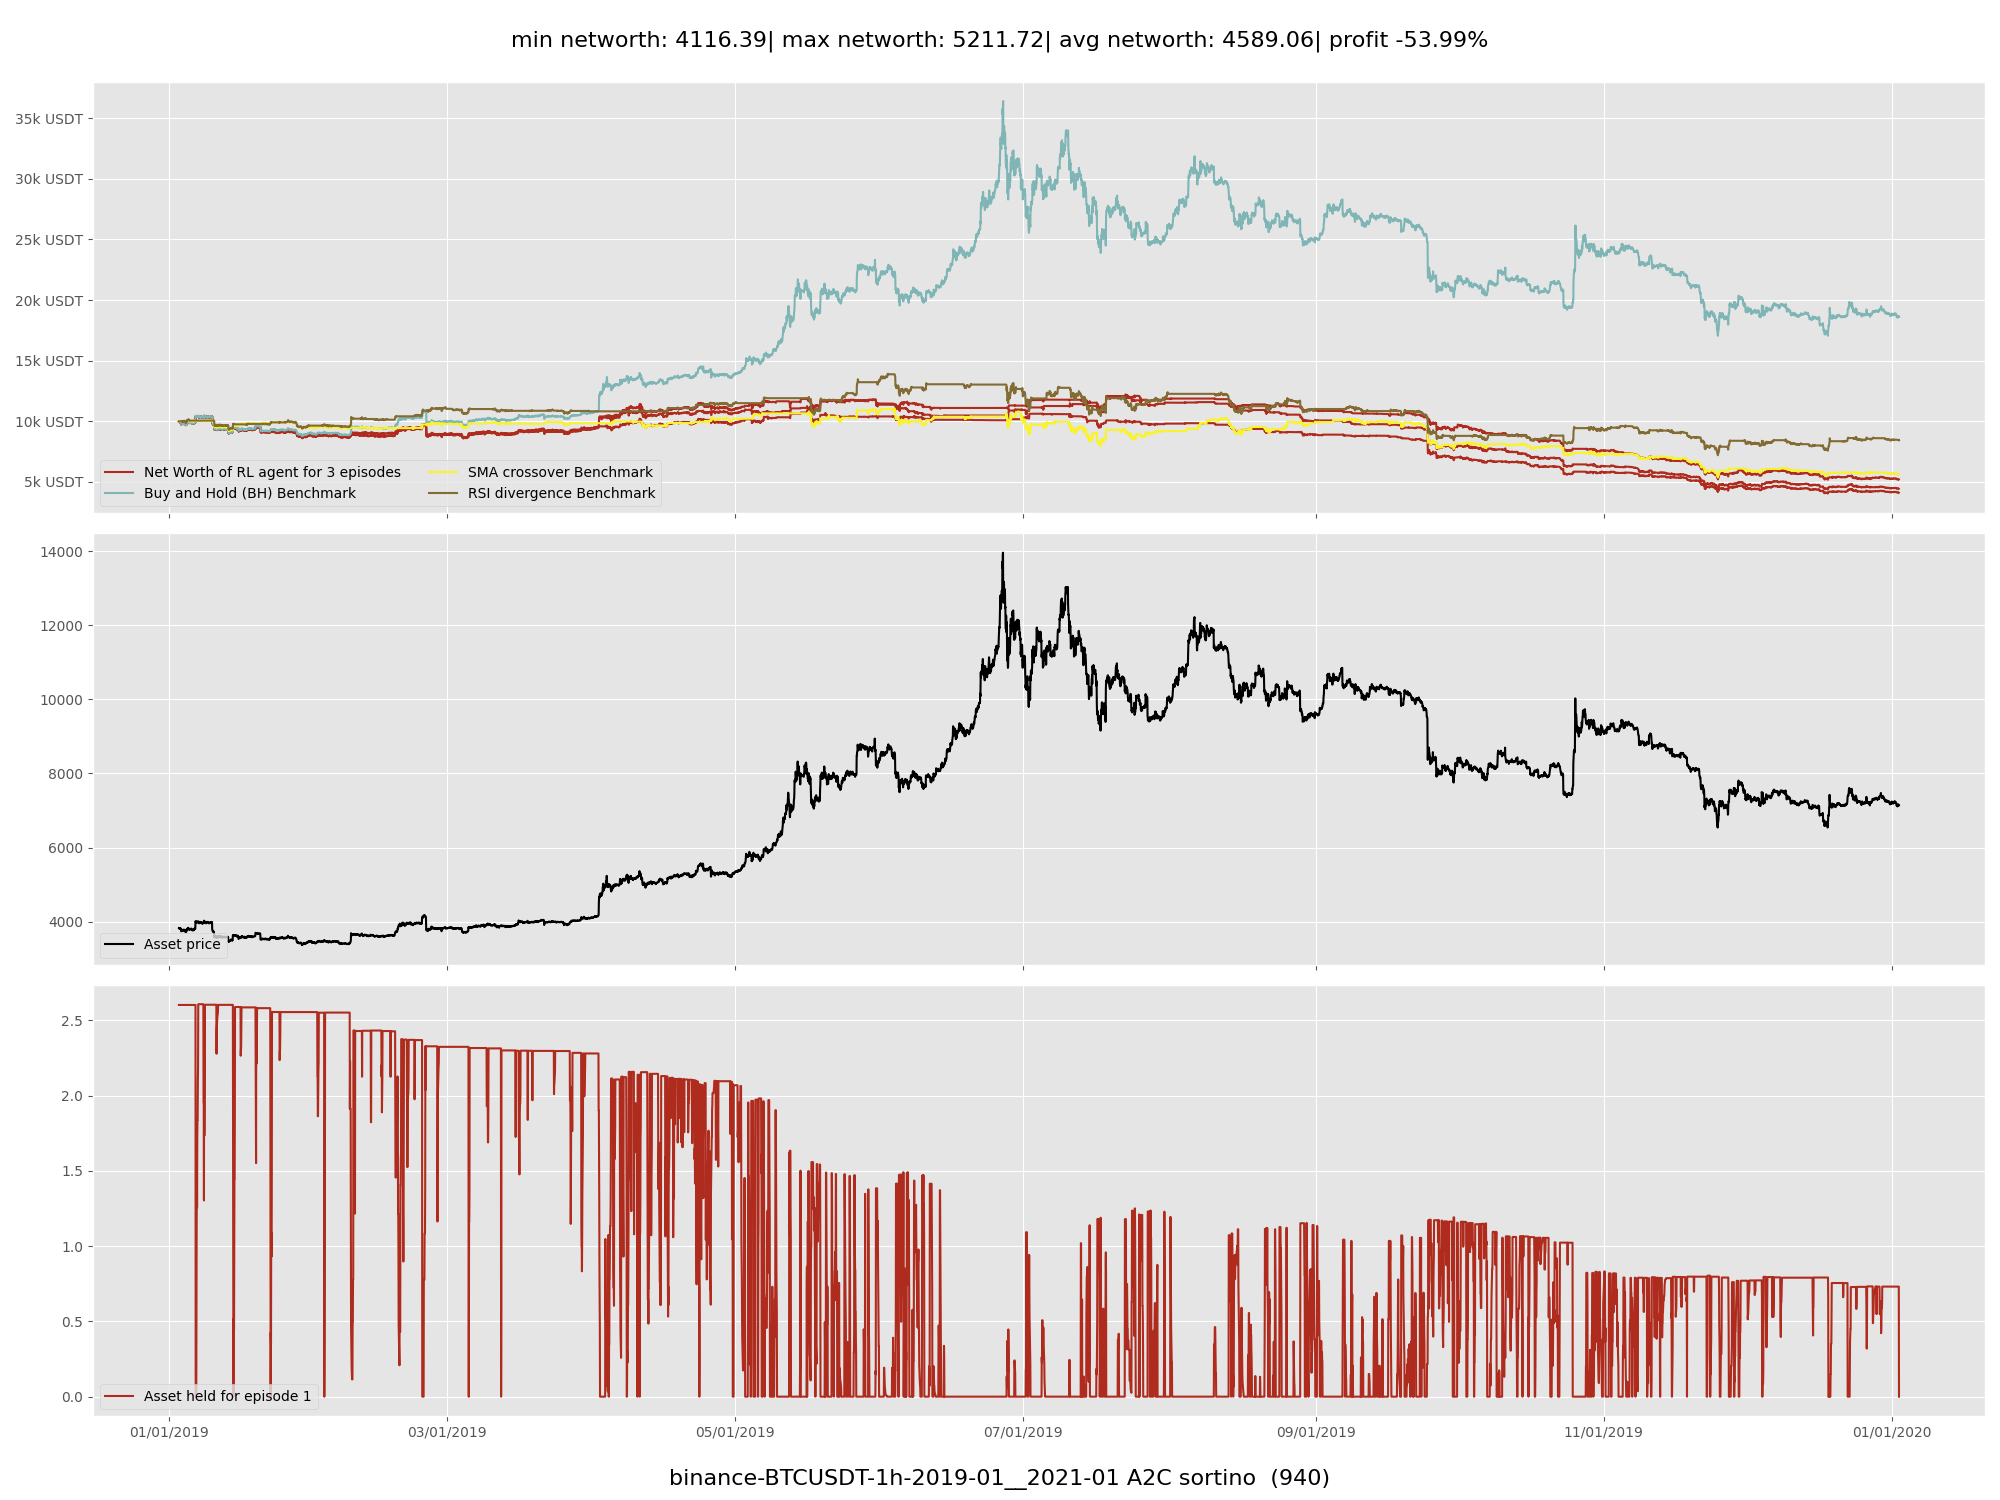 min networth: 4116.39| max networth: 5211.72| avg networth: 4589.06| profit -53.99%
35k USDT
30k USDT
25k USDT
20k USDT
15k USDT
10k USDT
5k USDT
Net Worth of RL agent for 3 episodes
Buy and Hold (BH) Benchmark
SMA crossover Benchmark
RSI divergence Benchmark
14000
12000
10000
8000
6000
4000
Asset price
2.5
2.0
1.5
1.0
0.5
0.0
Asset held for episode 1
01/01/2019 03/01/2019 05/01/2019 07/01/2019 09/01/2019 11/01/2019 01/01/2020
binance-BTCUSDT-1h-2019-01__2021-01 A2C sortino (940)